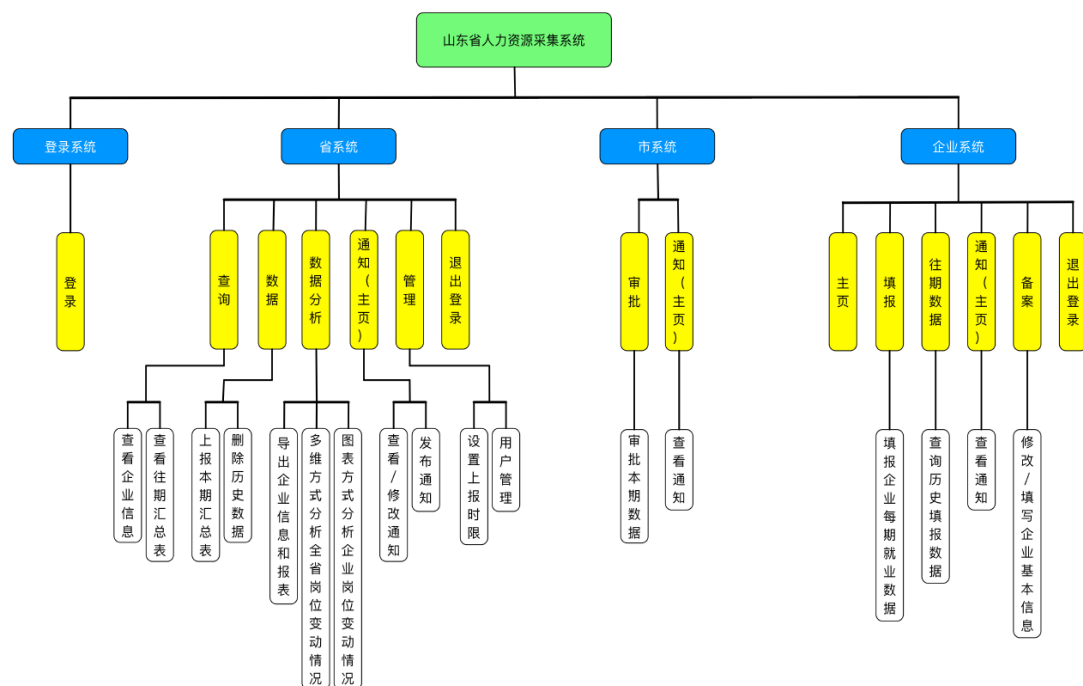 山东省人力资源采集系统
登录系统
省系统
市系统
企业系统
登录
查询
数据
数据分析
通知(主页)
管理
退出登录
审批
通知(主页)
主页
填报
往期数据
通知(主页)
备案
退出登录
查看企业信息
查看往期汇总表
上报本期汇总表
删除历史数据
导出企业信息和报表
多维方式分析全省岗位变动情况
图表方式分析企业岗位变动情况
查看/修改通知
发布通知
设置上报时限
用户管理
审批本期数据
查看通知
填报企业每期就业数据
查询历史填报数据
查看通知
修改/填写企业基本信息